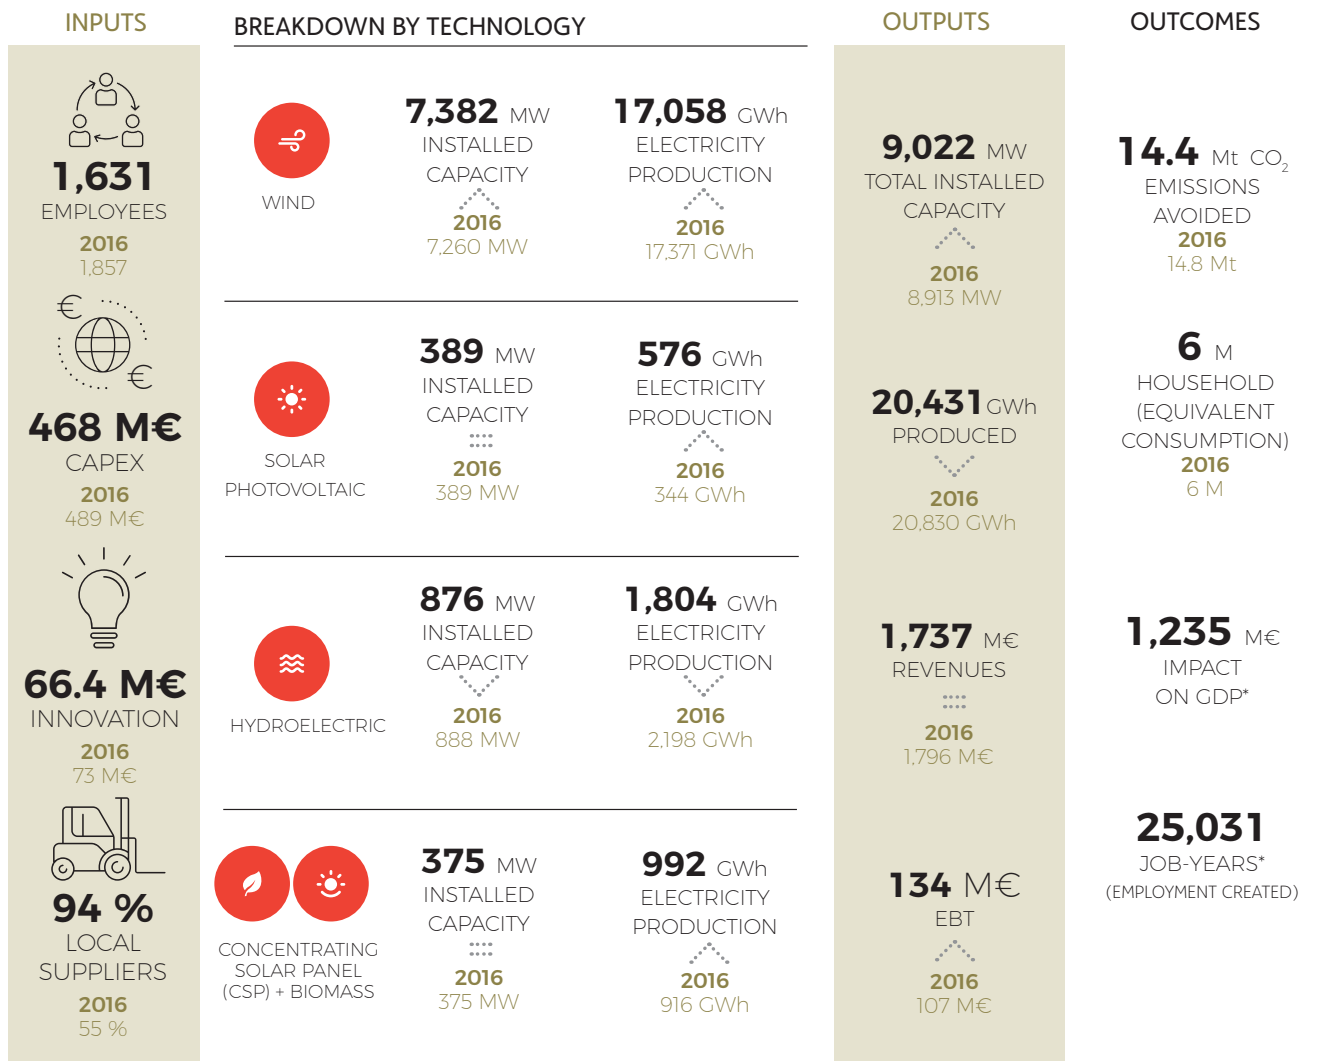 INPUTS
1,631
EMPLOYEES
2016
1,857
€
€
468 M€
CAPEX
2016
489 M€
66.4 M€
INNOVATION
2016
73 M€
94 %
LOCAL
SUPPLIERS
2016
55 %
BREAKDOWN BY TECHNOLOGY
WIND
7,382 MW
INSTALLED
CAPACITY
2016
7,260 MW
17,058 GWh
ELECTRICITY
PRODUCTION
2016
17,371 GWh
SOLAR
PHOTOVOLTAIC
389 MW
INSTALLED
CAPACITY
2016
389 MW
576 GWh
ELECTRICITY
PRODUCTION
2016
344 GWh
HYDROELECTRIC
876 MW
INSTALLED
CAPACITY
2016
888 MW
1,804 GWh
ELECTRICITY
PRODUCTION
2016
2,198 GWh
CONCENTRATING
SOLAR PANEL
(CSP) + BIOMASS
375 MW
INSTALLED
CAPACITY
2016
375 MW
992 GWh
ELECTRICITY
PRODUCTION
2016
916 GWh
OUTPUTS
9,022 MW
TOTAL INSTALLED
CAPACITY
2016
8,913 MW
20,431 GWh
PRODUCED
2016
20,830 GWh
1,737 M€
REVENUES
2016
1,796 M€
134 M€
EBT
2016
107 M€
OUTCOMES
14.4 Mt CO2
EMISSIONS
AVOIDED
2016
14.8 Mt
6 M
HOUSEHOLD
(EQUIVALENT
CONSUMPTION)
2016
6 M
1,235 M€
IMPACT
ON GDP*
25,031
JOB-YEARS*
(EMPLOYMENT CREATED)